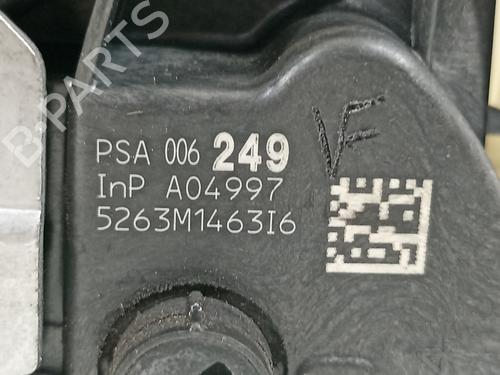 B-PARTS
PSA 006 249
VF
InP A04997
5263M1463I6